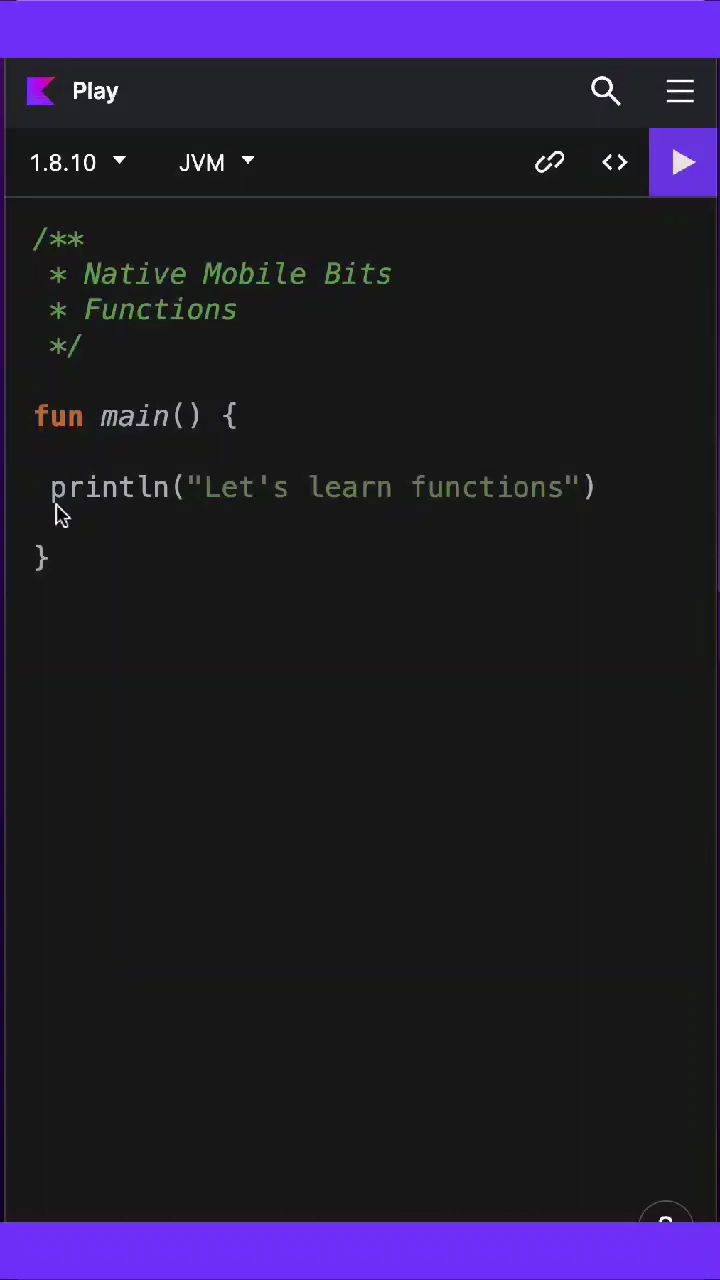 Play
1.8.10 JVM
/**
* Native Mobile Bits
* Functions
*/
fun main() {
println("Let's learn functions")
}